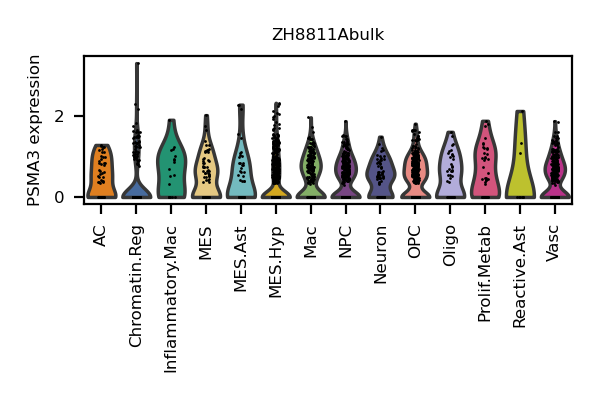 ZH8811Abulk
PSMA3 expression
2
0
AC
Chromatin.Reg
Inflammatory.Mac
MES
MES.Ast
MES.Hyp
Mac
NPC
Neuron
OPC
Oligo
Prolif.Metab
Reactive.Ast
Vasc